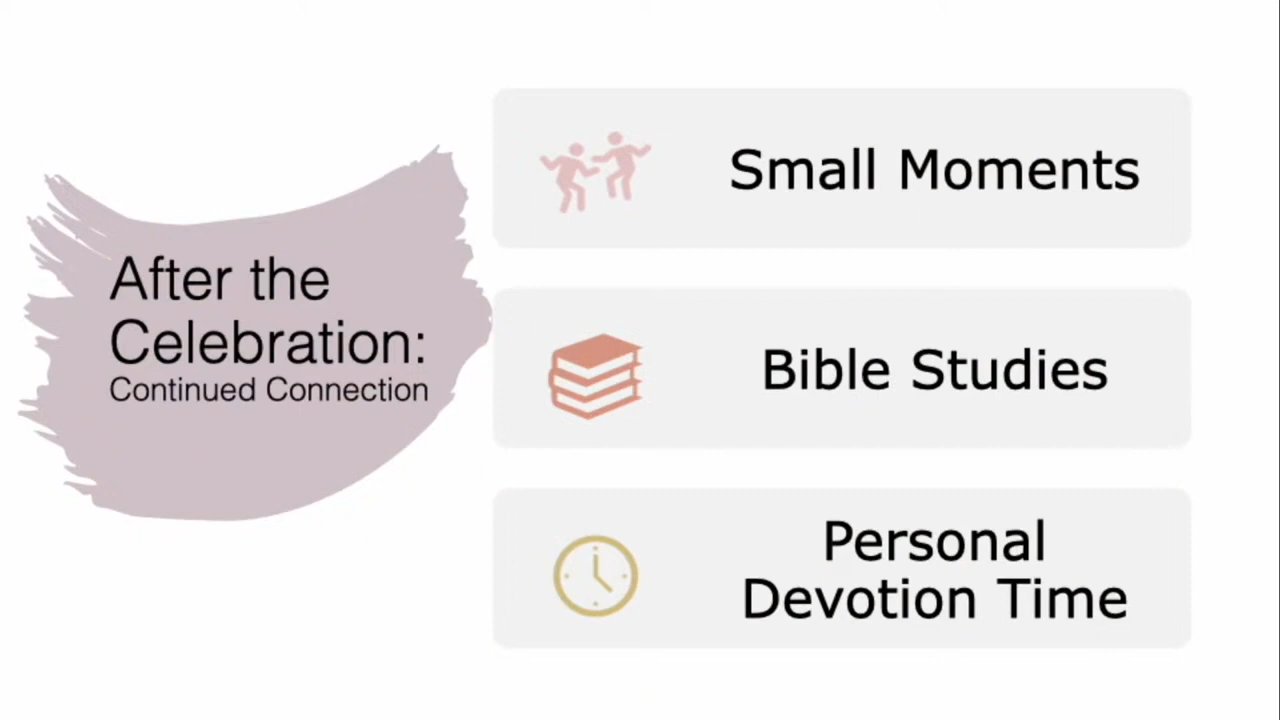 After the
Celebration:
Continued Connection
Small Moments
Bible Studies
Personal
Devotion Time